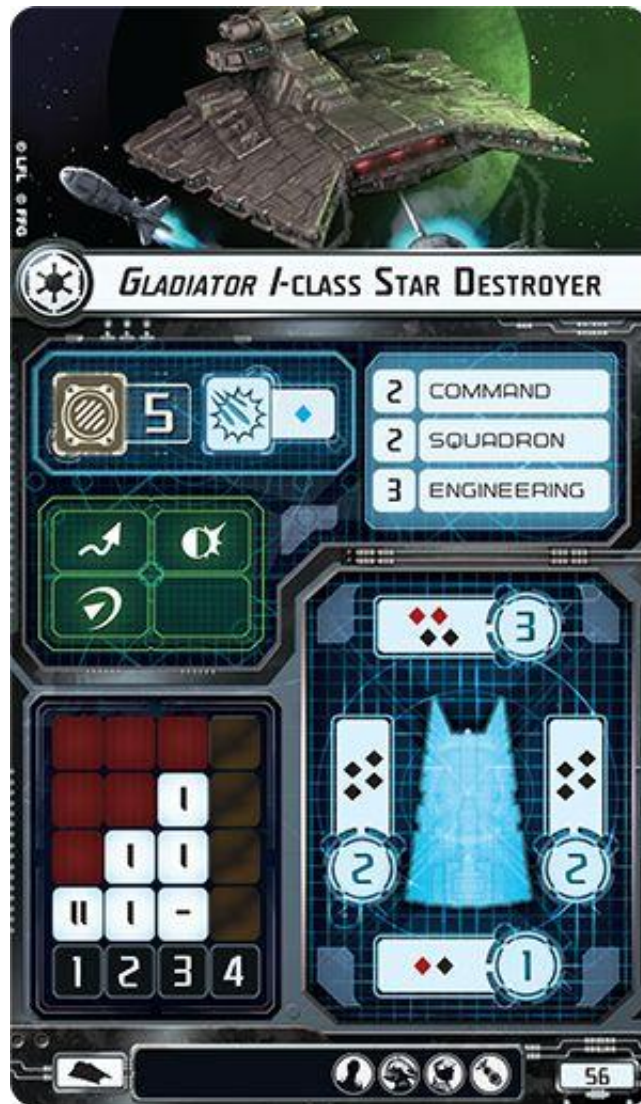 © LFL © FFG
GLADIATOR I-CLASS STAR DESTROYER
5
2 COMMAND
2 SQUADRON
3 ENGINEERING
3
2
2
1
I
I I
II I -
1 2 3 4
56